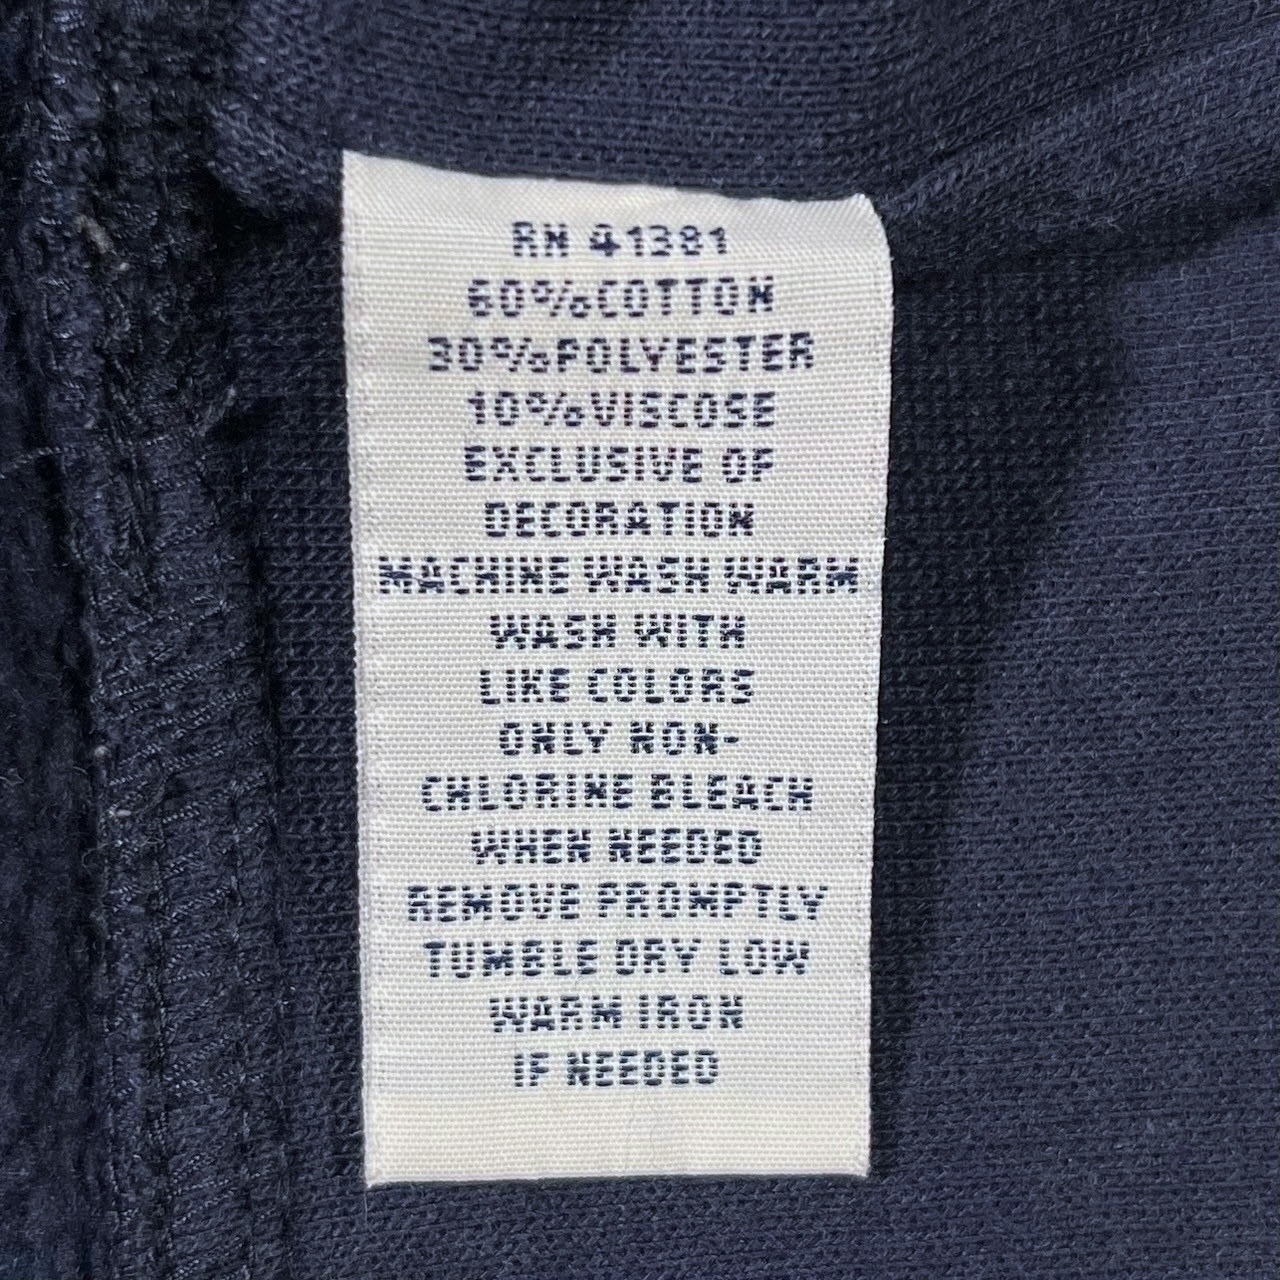 RN 41381
60%COTTON
30%POLYESTER
10%VISCOSE
EXCLUSIVE OF
DECORATION
MACHINE WASH WARM
WASH WITH
LIKE COLORS
ONLY NON-
CHLORINE BLEACH
WHEN NEEDED
REMOVE PROMPTLY
TUMBLE DRY LOW
WARM IRON
IF NEEDED